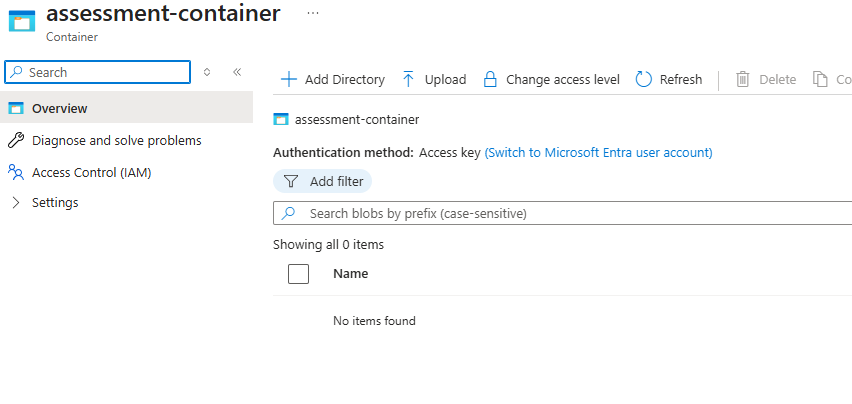 assessment-container ...
Container
Search
Add Directory Upload Change access level Refresh Delete Co
Overview
assessment-container
Diagnose and solve problems
Authentication method: Access key (Switch to Microsoft Entra user account)
Access Control (IAM)
Add filter
Settings
Search blobs by prefix (case-sensitive)
Showing all 0 items
Name
No items found